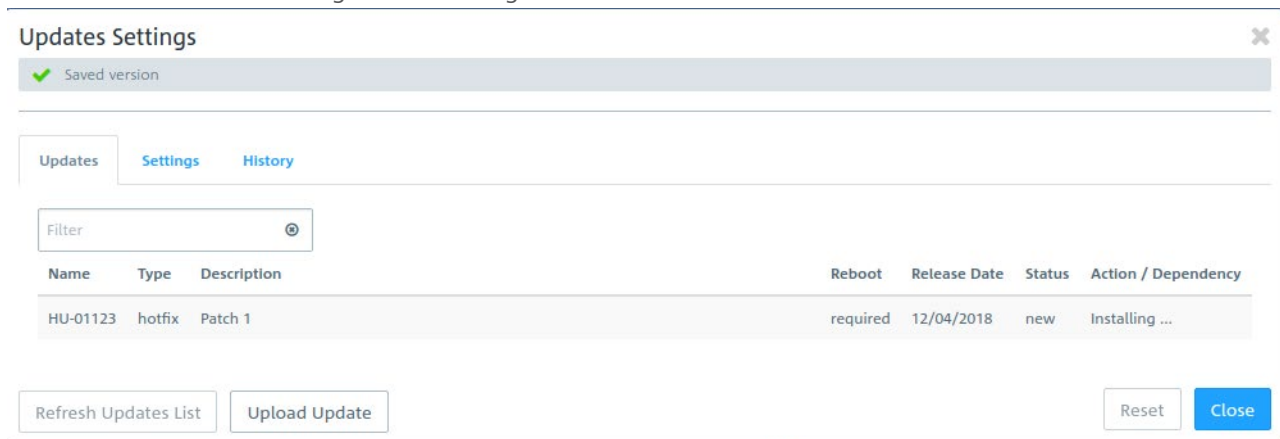 Updates Settings
Saved version
Updates Settings History
Filter
Name Type Description Reboot Release Date Status Action / Dependency
HU-01123 hotfix Patch 1 required 12/04/2018 new Installing ...
Refresh Updates List Upload Update Reset Close